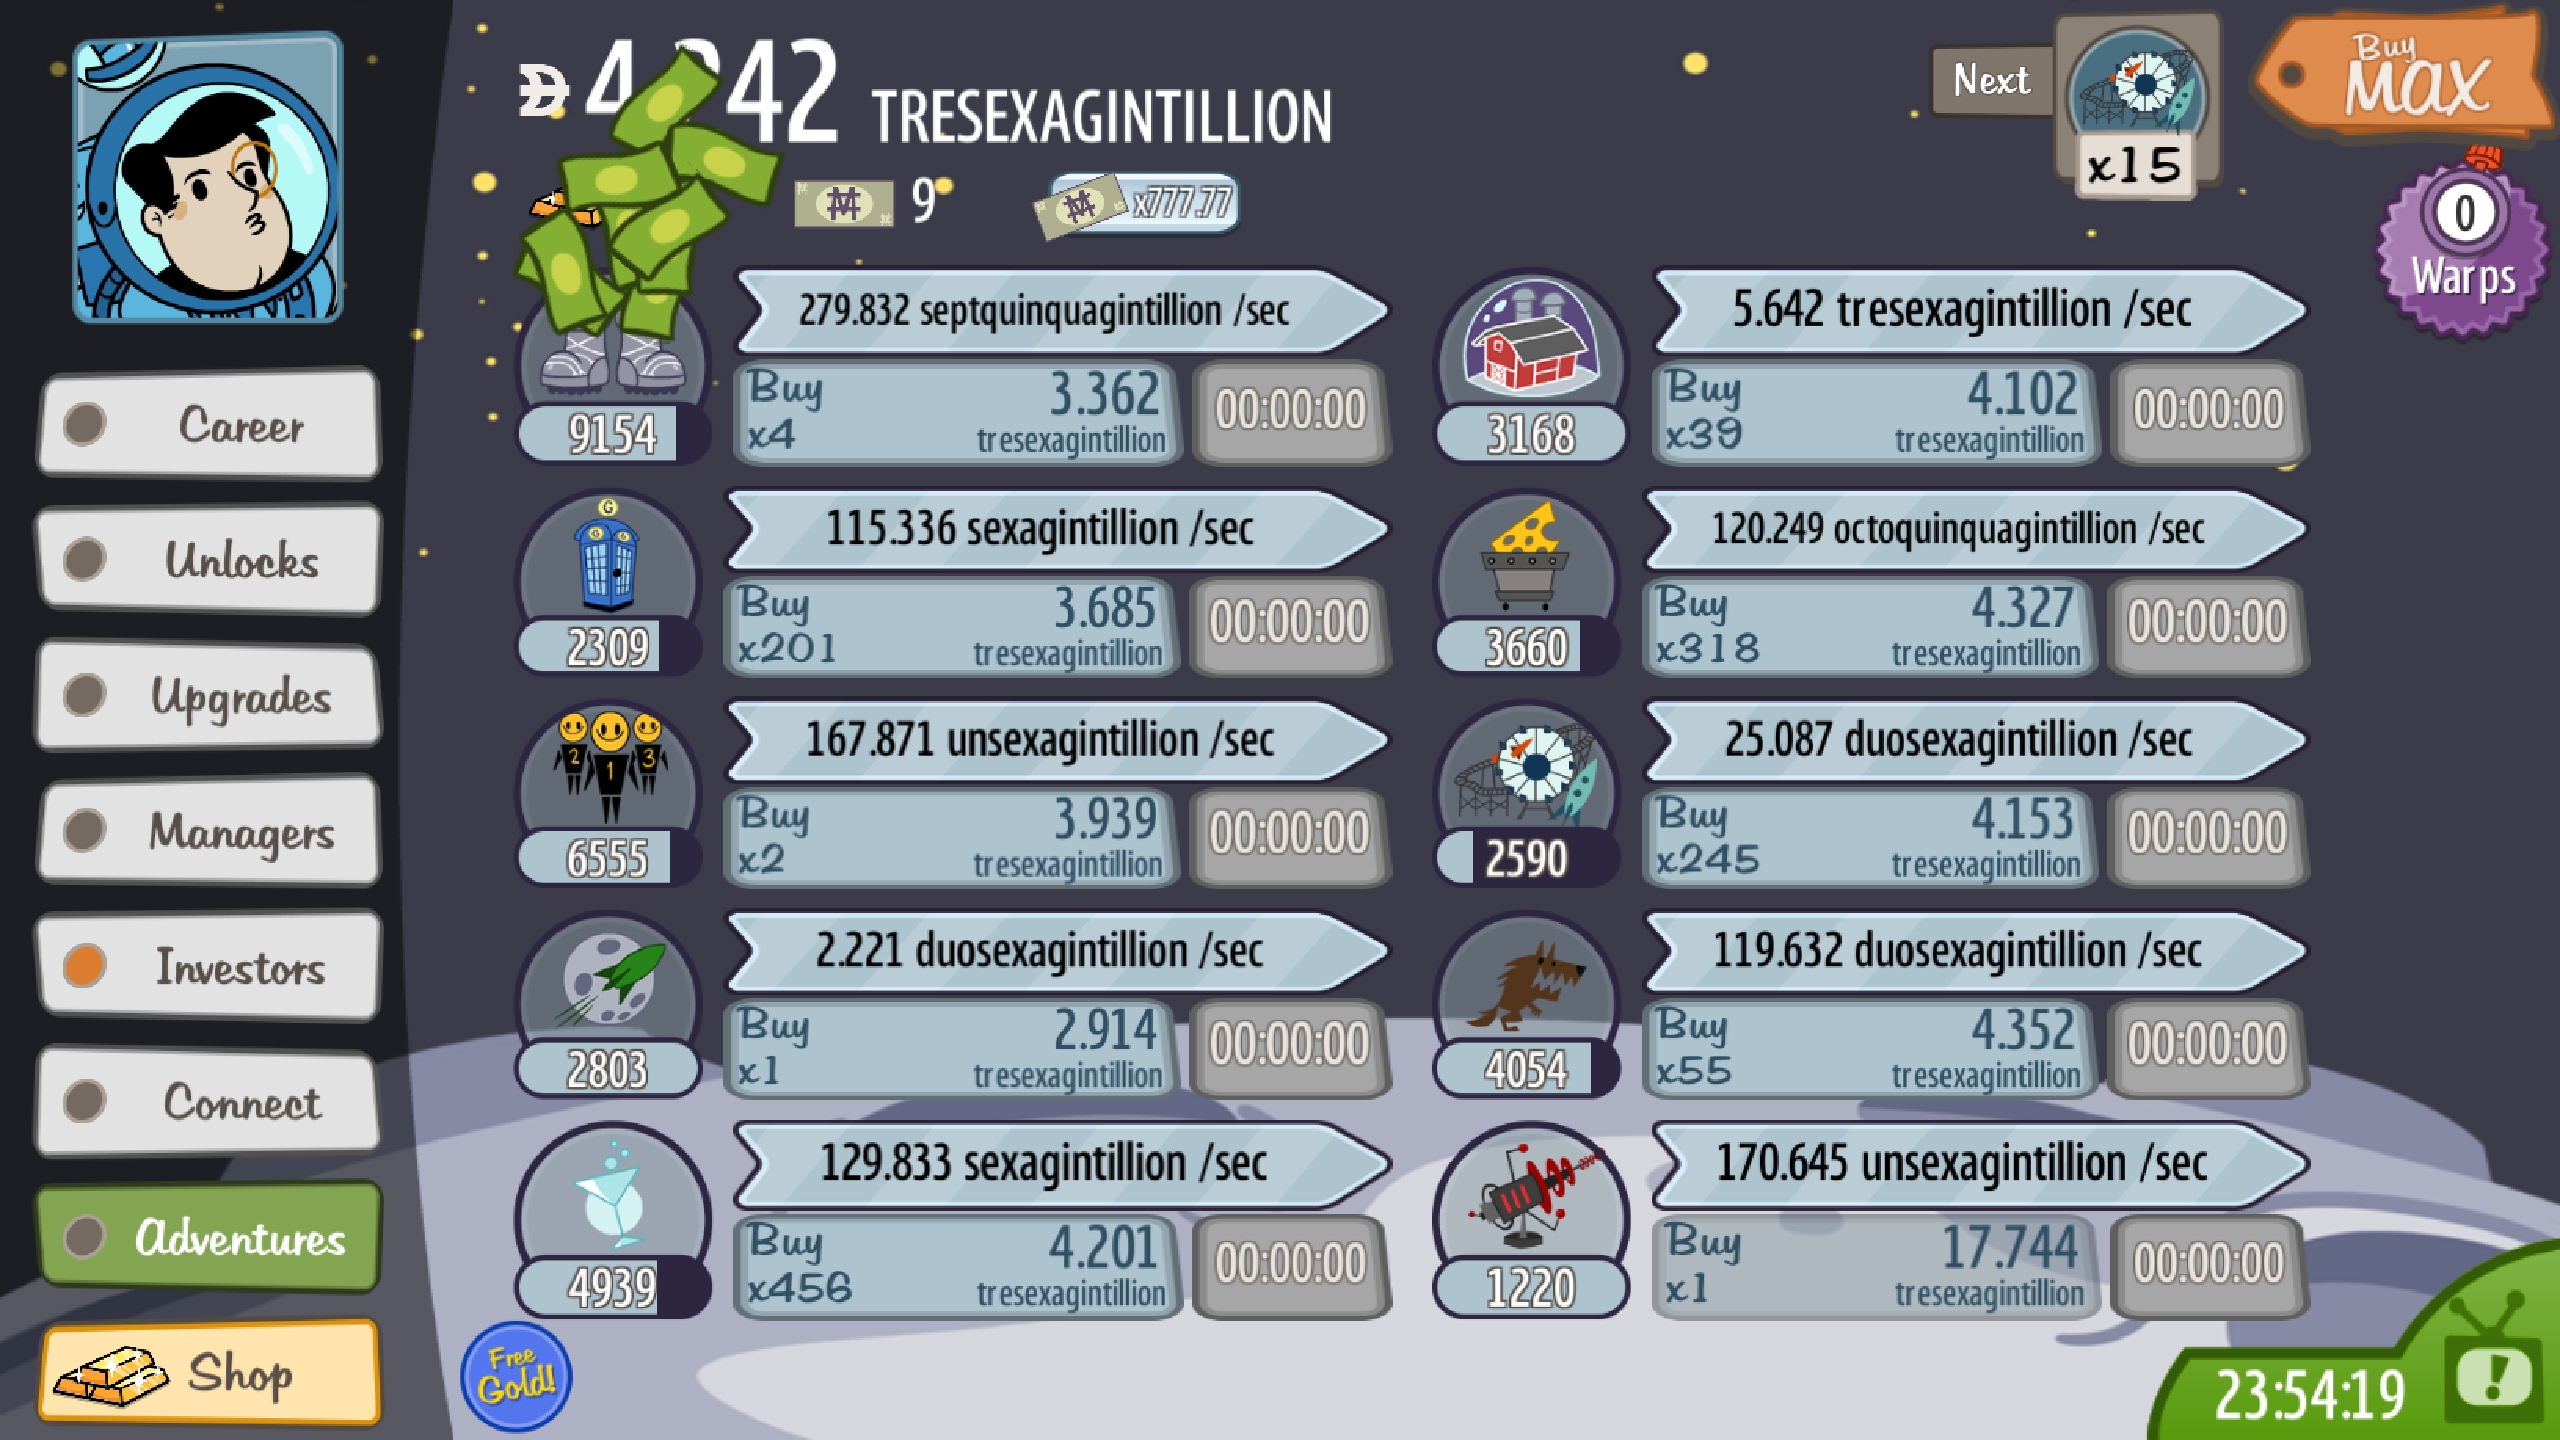 42 TRESEXAGINTILLION
9
x777.77
Next
x15
Buy
MAX
0
Warps
Career
Unlocks
Upgrades
Managers
Investors
Connect
Adventures
Shop
279.832 septquinquagintillion /sec
Buy 3.362
x4 tresexagintillion
00:00:00
9154
5.642 tresexagintillion /sec
Buy 4.102
x39 tresexagintillion
00:00:00
3168
G
G G
115.336 sexagintillion /sec
Buy 3.685
x201 tresexagintillion
00:00:00
2309
120.249 octoquinquagintillion /sec
Buy 4.327
x318 tresexagintillion
00:00:00
3660
2 1 3
167.871 unsexagintillion /sec
Buy 3.939
x2 tresexagintillion
00:00:00
6555
25.087 duosexagintillion /sec
Buy 4.153
x245 tresexagintillion
00:00:00
2590
2.221 duosexagintillion /sec
Buy 2.914
x1 tresexagintillion
00:00:00
2803
119.632 duosexagintillion /sec
Buy 4.352
x55 tresexagintillion
00:00:00
4054
129.833 sexagintillion /sec
Buy 4.201
x456 tresexagintillion
00:00:00
4939
170.645 unsexagintillion /sec
Buy 17.744
x1 tresexagintillion
00:00:00
1220
Free
Gold!
23:54:19
!